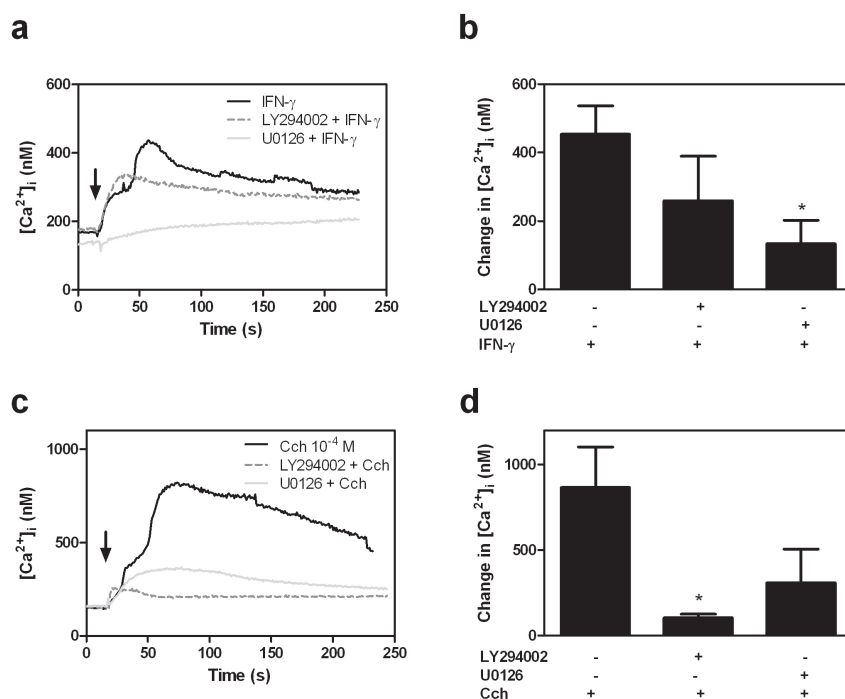 a
600
400
200
0
[Ca²⁺]ᵢ (nM)
IFN-γ
LY294002 + IFN-γ
U0126 + IFN-γ
0 50 100 150 200 250
Time (s)
b
600
400
200
0
Change in [Ca²⁺]ᵢ (nM)
*
LY294002 - + -
U0126 - - +
IFN-γ + + +
c
1000
500
0
[Ca²⁺]ᵢ (nM)
Cch 10⁻⁴ M
LY294002 + Cch
U0126 + Cch
0 50 100 150 200 250
Time (s)
d
1000
500
0
Change in [Ca²⁺]ᵢ (nM)
*
LY294002 - + -
U0126 - - +
Cch + + +